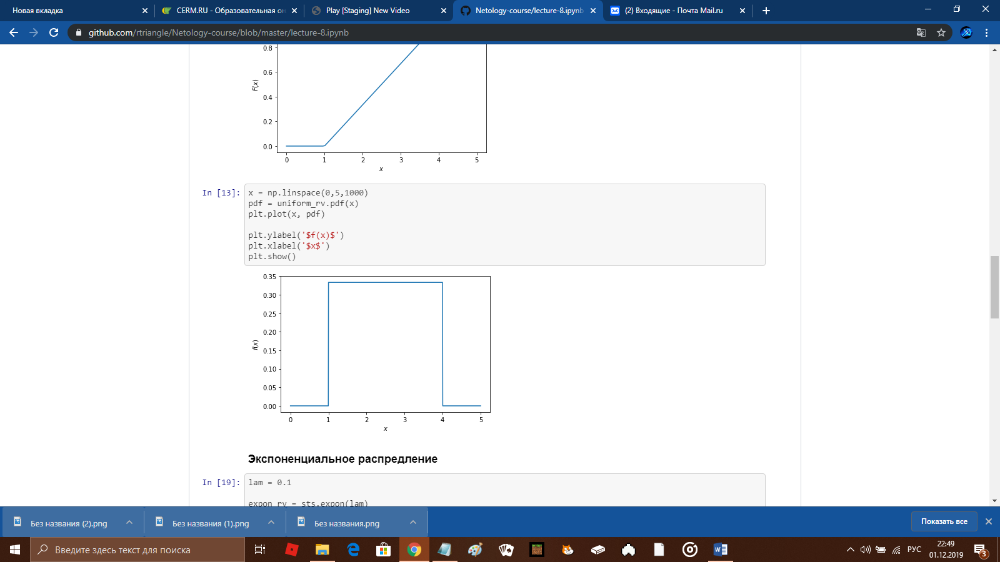 Новая вкладка
CERM.RU - Образовательная он
Play [Staging] New Video
Netology-course/lecture-8.ipynb
(2) Входящие - Почта Mail.ru
github.com/rtriangle/Netology-course/blob/master/lecture-8.ipynb
0.8
0.6
0.4
0.2
0.0
F(x)
0 1 2 3 4 5
x
In [13]:
x = np.linspace(0,5,1000)
pdf = uniform_rv.pdf(x)
plt.plot(x, pdf)
plt.ylabel('$f(x)$')
plt.xlabel('$x$')
plt.show()
0.35
0.30
0.25
0.20
0.15
0.10
0.05
0.00
f(x)
0 1 2 3 4 5
x
Экспоненциальное распредление
In [19]:
lam = 0.1
expon_rv = sts.expon(lam)
Без названия (2).png
Без названия (1).png
Без названия.png
Показать все
Введите здесь текст для поиска
РУС
22:49
01.12.2019
3